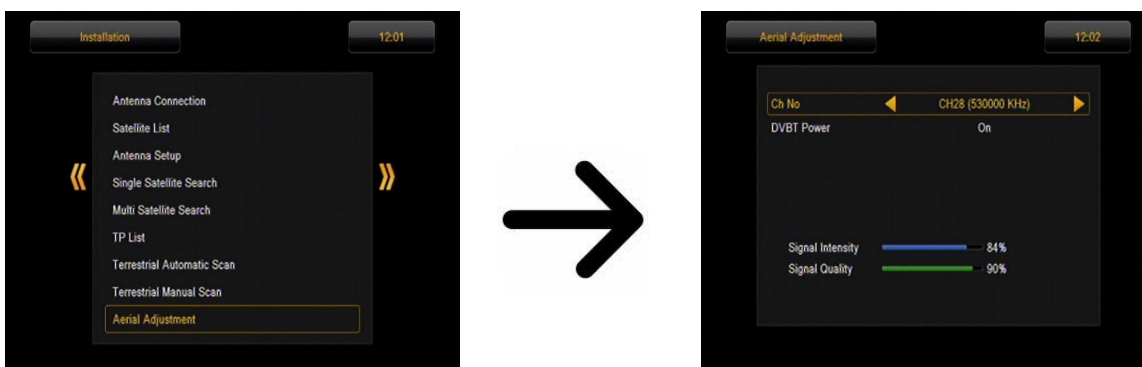 Installation
12:01
Antenna Connection
Satellite List
Antenna Setup
Single Satellite Search
Multi Satellite Search
TP List
Terrestrial Automatic Scan
Terrestrial Manual Scan
Aerial Adjustment
Aerial Adjustment
12:02
Ch No CH28 (530000 KHz)
DVBT Power On
Signal Intensity 84%
Signal Quality 90%